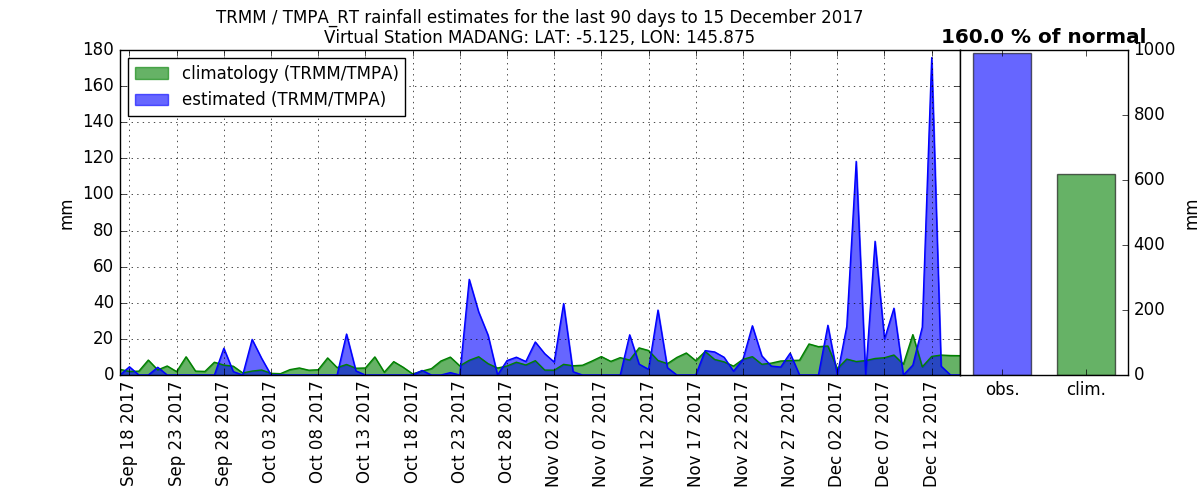 TRMM / TMPA_RT rainfall estimates for the last 90 days to 15 December 2017
Virtual Station MADANG: LAT: -5.125, LON: 145.875
160.0 % of normal
climatology (TRMM/TMPA)
estimated (TRMM/TMPA)
180
160
140
120
100
80
60
40
20
0
mm
Sep 18 2017
Sep 23 2017
Sep 28 2017
Oct 03 2017
Oct 08 2017
Oct 13 2017
Oct 18 2017
Oct 23 2017
Oct 28 2017
Nov 02 2017
Nov 07 2017
Nov 12 2017
Nov 17 2017
Nov 22 2017
Nov 27 2017
Dec 02 2017
Dec 07 2017
Dec 12 2017
1000
800
600
400
200
0
mm
obs.
clim.